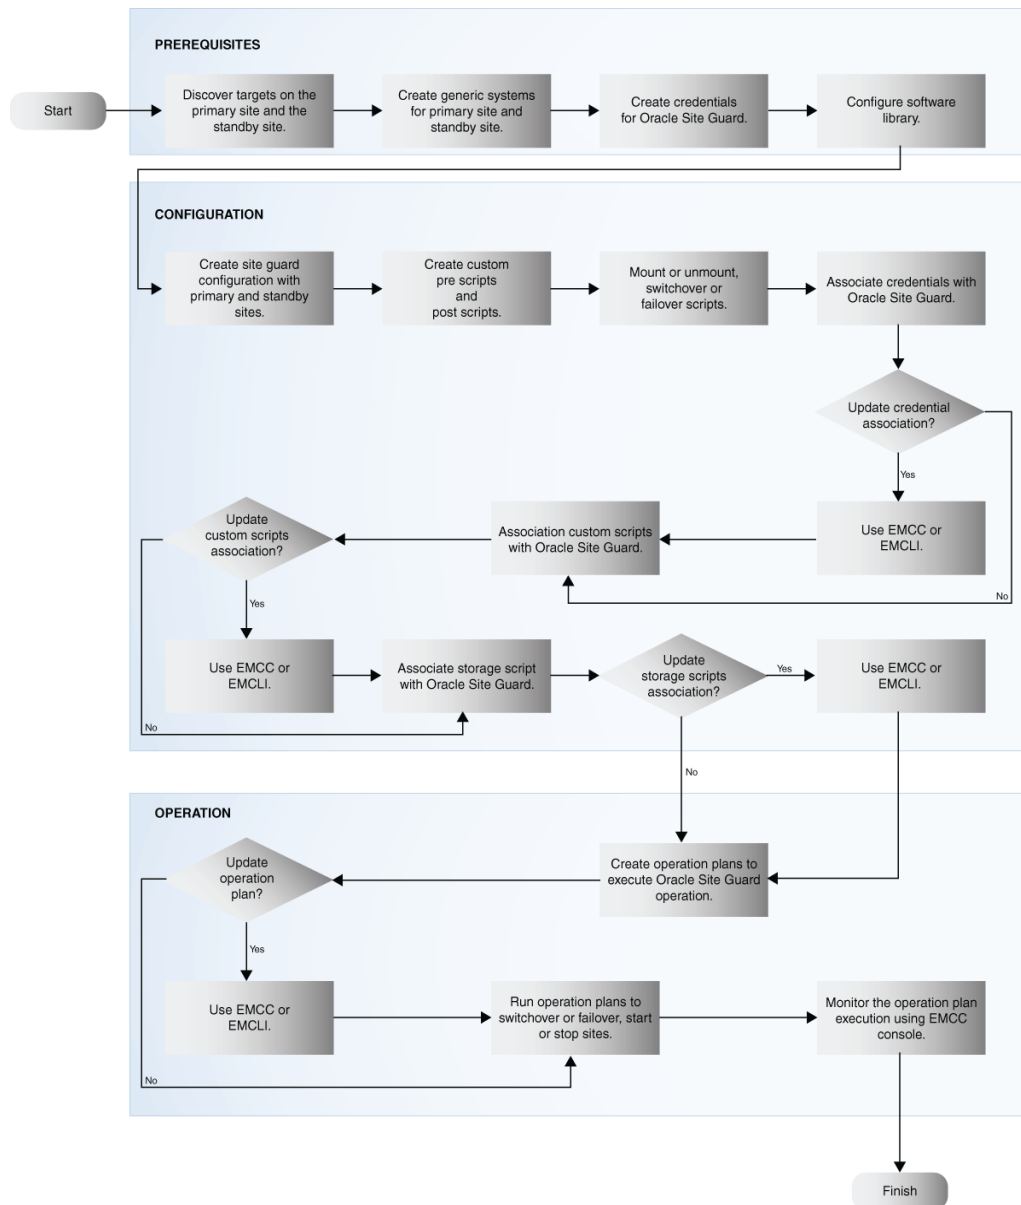 PREREQUISITES
Start
Discover targets on the
primary site and the
standby site.
Create generic systems
for primary site and
standby site.
Create credentials
for Oracle Site Guard.
Configure software
library.
CONFIGURATION
Create site guard
configuration with
primary and standby
sites.
Create custom
pre scripts
and
post scripts.
Mount or unmount,
switchover or
failover scripts.
Associate credentials with
Oracle Site Guard.
Update credential
association?
Yes
No
Use EMCC or
EMCLI.
Association custom scripts
with Oracle Site Guard.
Update
custom scripts
association?
Yes
No
Use EMCC or
EMCLI.
Associate storage script
with Oracle Site Guard.
Update
storage scripts
association?
Yes
No
Use EMCC or
EMCLI.
OPERATION
Create operation plans to
execute Oracle Site Guard
operation.
Update
operation
plan?
Yes
No
Use EMCC or
EMCLI.
Run operation plans to
switchover or failover, start
or stop sites.
Monitor the operation plan
execution using EMCC
console.
Finish